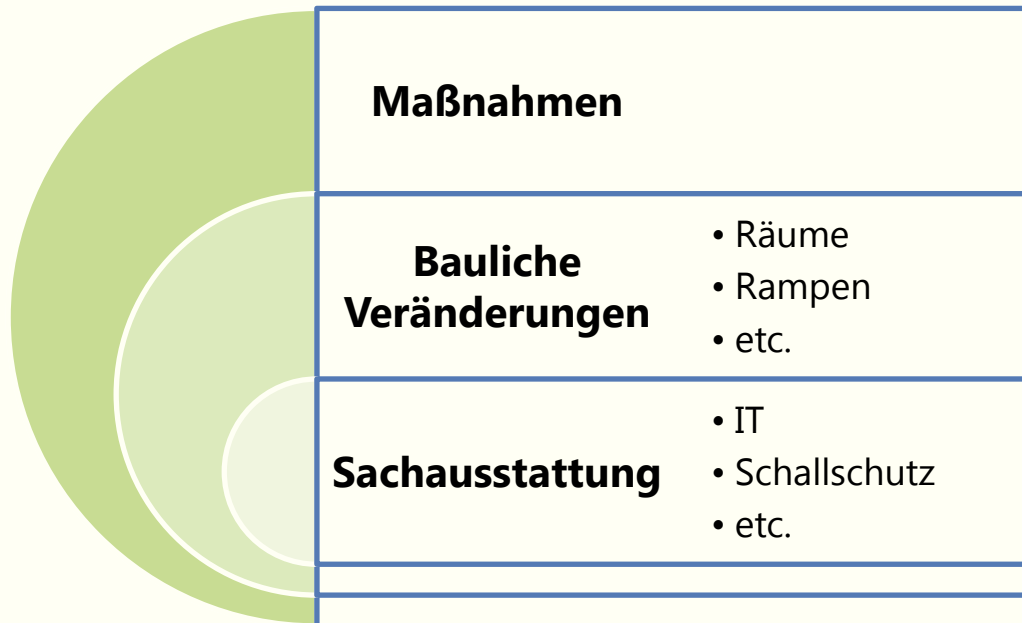 Maßnahmen
Bauliche
Veränderungen
• Räume
• Rampen
• etc.
Sachausstattung
• IT
• Schallschutz
• etc.